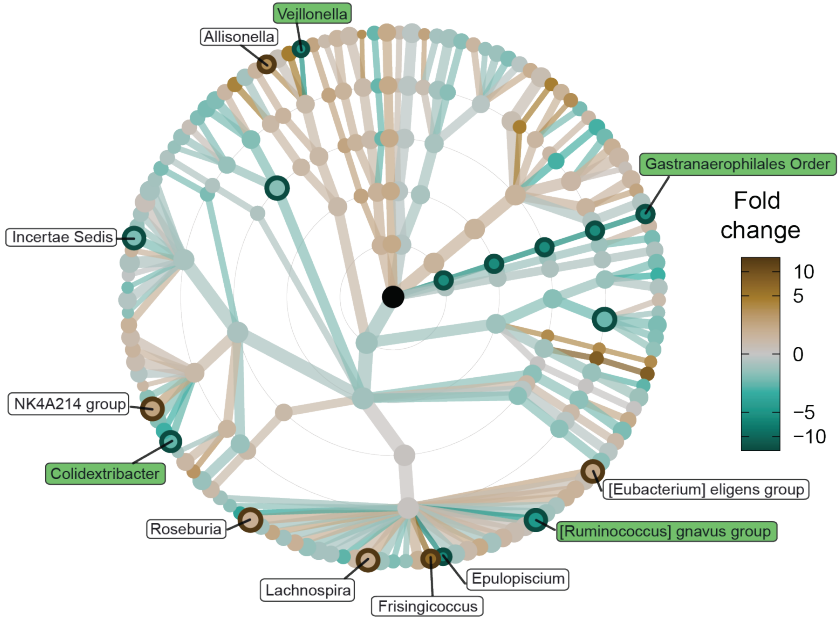 Veillonella
Allisonella
Gastranaerophilales Order
Fold
change
10
5
0
−5
−10
Incertae Sedis
NK4A214 group
Colidextribacter
Roseburia
Lachnospira
Frisingicoccus
Epulopiscium
[Ruminococcus] gnavus group
[Eubacterium] eligens group